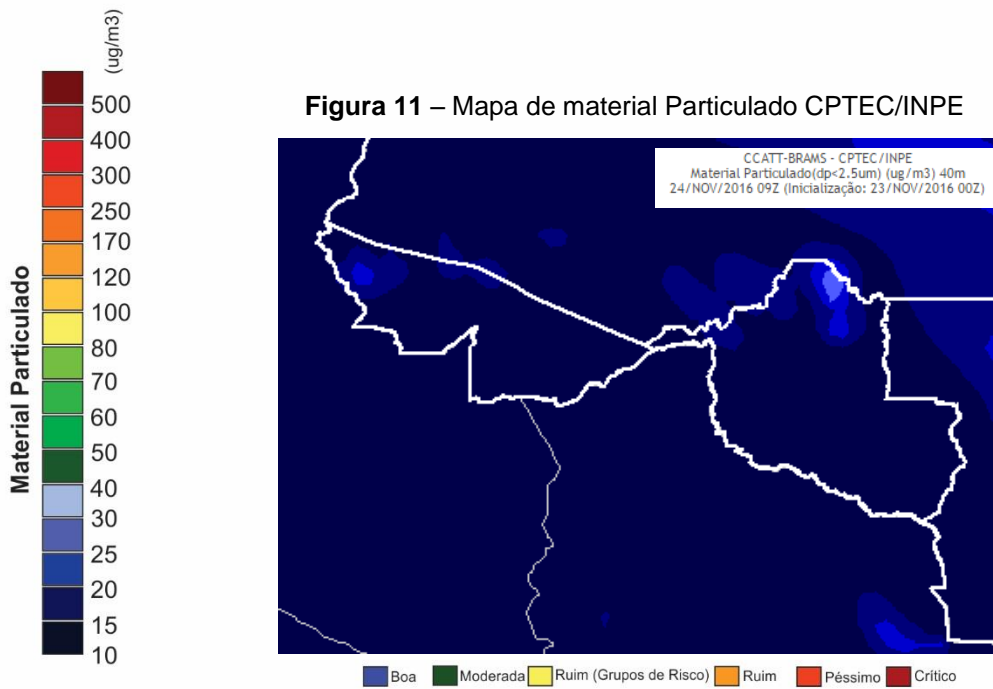 (ug/m3)
500
400
300
250
170
120
100
80
70
60
50
40
30
25
20
15
10
Material Particulado
Figura 11 – Mapa de material Particulado CPTEC/INPE
CCATT-BRAMS - CPTEC/INPE
Material Particulado(dp<2.5um) (ug/m3) 40m
24/NOV/2016 09Z (Inicialização: 23/NOV/2016 00Z)
Boa Moderada Ruim (Grupos de Risco) Ruim Péssimo Crítico